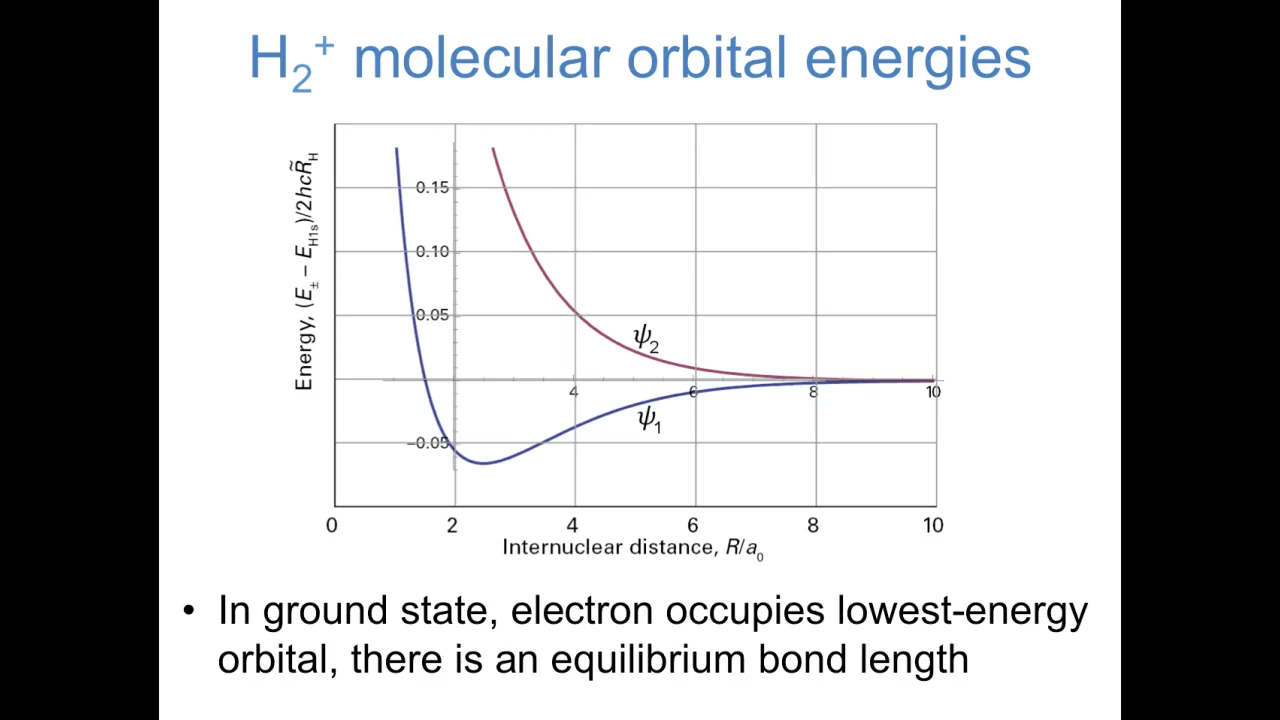 H₂⁺ molecular orbital energies
Energy, (E± – E_H1s)/2hcR̃_H
0.15
0.10
0.05
–0.05
ψ₂
ψ₁
4 6 8 10
0 2 4 6 8 10
Internuclear distance, R/a₀
• In ground state, electron occupies lowest-energy
orbital, there is an equilibrium bond length